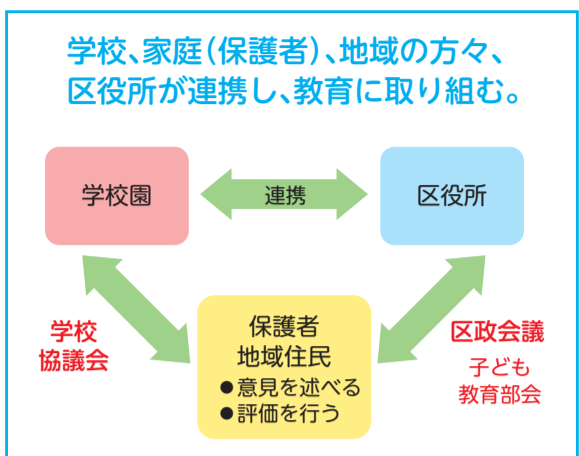 学校、家庭(保護者)、地域の方々、
区役所が連携し、教育に取り組む。
学校園
連携
区役所
学校
協議会
保護者
地域住民
●意見を述べる
●評価を行う
区政会議
子ども
教育部会